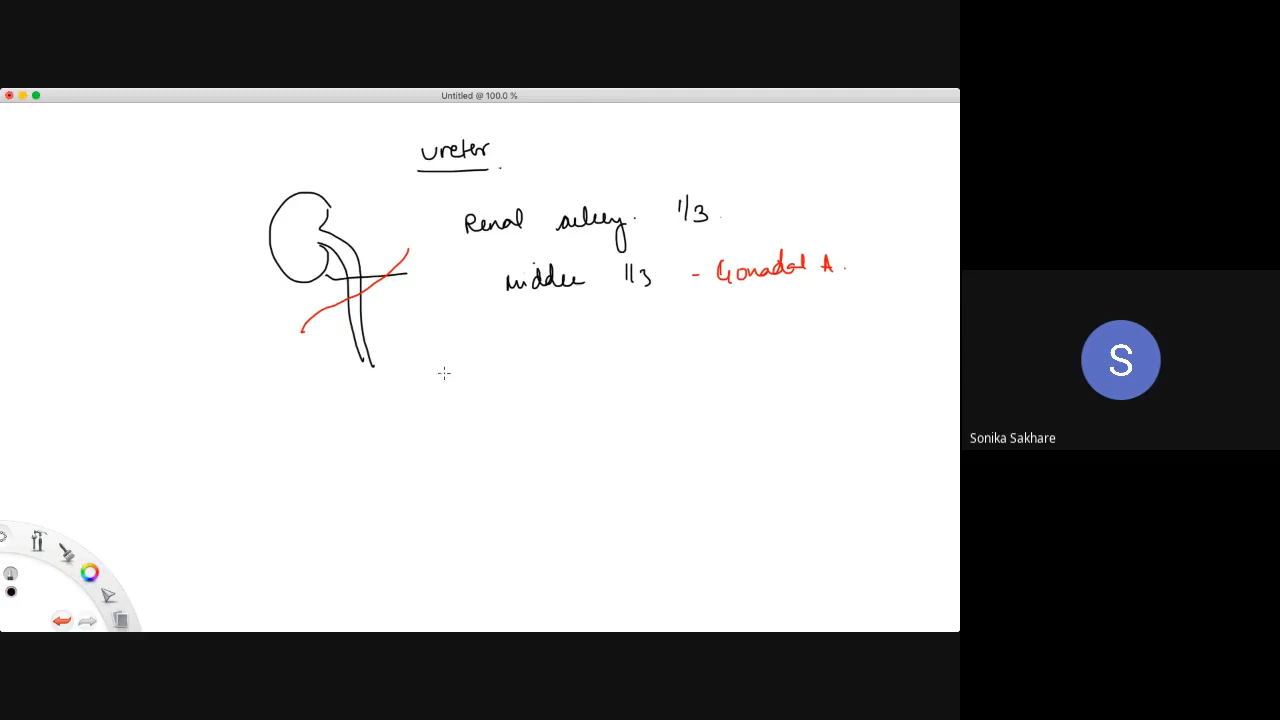 Untitled @ 100.0 %
Ureter
Renal artery. 1/3
Middle 1/3 - Gonadal A.
S
Sonika Sakhare